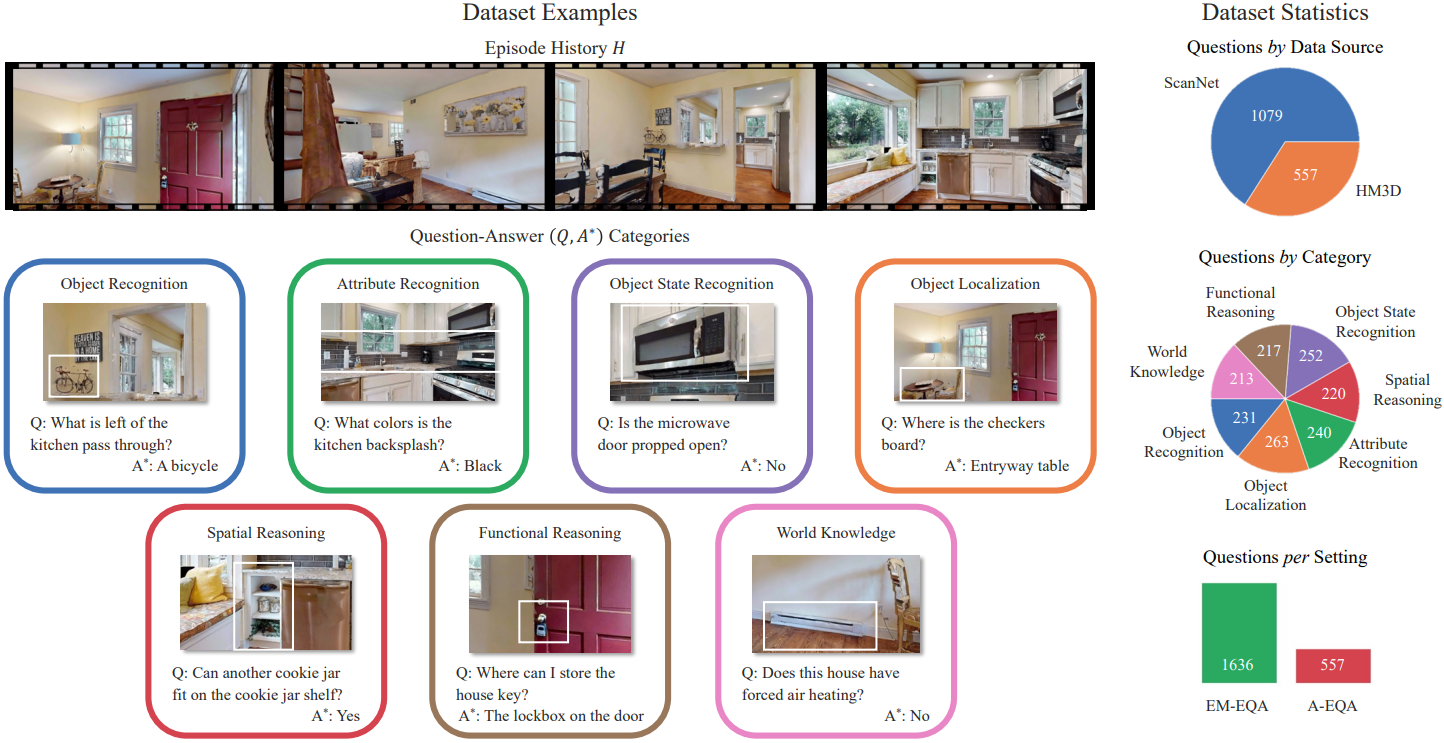 Dataset Examples
Episode History H
Question-Answer (Q, A*) Categories
Object Recognition
HEAVEN IS
A
IN A HOME
Q: What is left of the
kitchen pass through?
A*: A bicycle
Attribute Recognition
Q: What colors is the
kitchen backsplash?
A*: Black
Object State Recognition
Q: Is the microwave
door propped open?
A*: No
Object Localization
Q: Where is the checkers
board?
A*: Entryway table
Spatial Reasoning
Q: Can another cookie jar
fit on the cookie jar shelf?
A*: Yes
Functional Reasoning
Q: Where can I store the
house key?
A*: The lockbox on the door
World Knowledge
Q: Does this house have
forced air heating?
A*: No
Dataset Statistics
Questions by Data Source
ScanNet
1079
557
HM3D
Questions by Category
Functional
Reasoning
Object State
Recognition
World
Knowledge
Spatial
Reasoning
Object
Recognition
Attribute
Recognition
Object
Localization
217
252
213
220
231
263
240
Questions per Setting
1636
557
EM-EQA
A-EQA